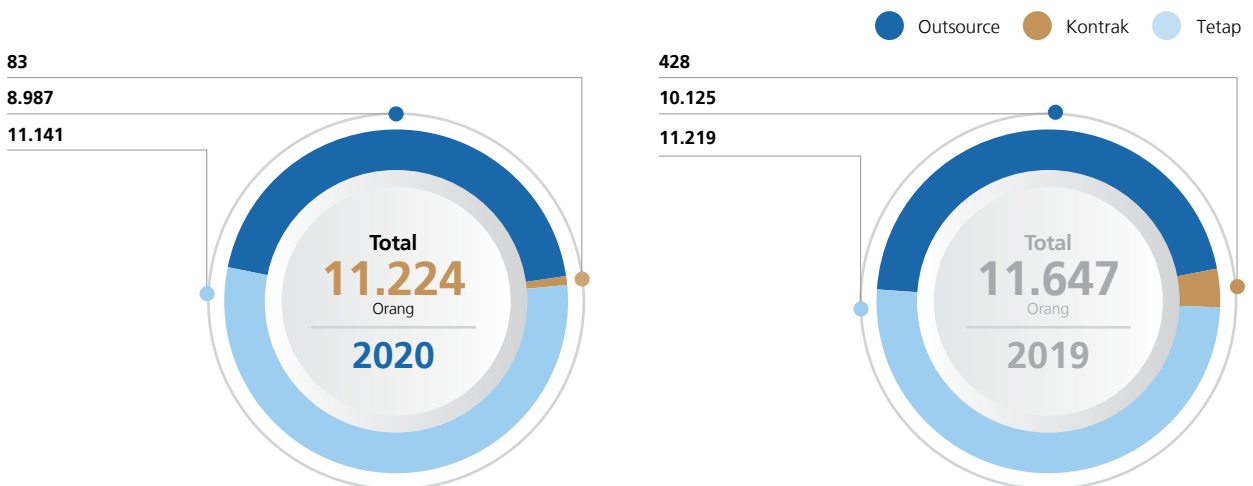 Outsource
Kontrak
Tetap
83
8.987
11.141
Total
11.224
Orang
2020
428
10.125
11.219
Total
11.647
Orang
2019